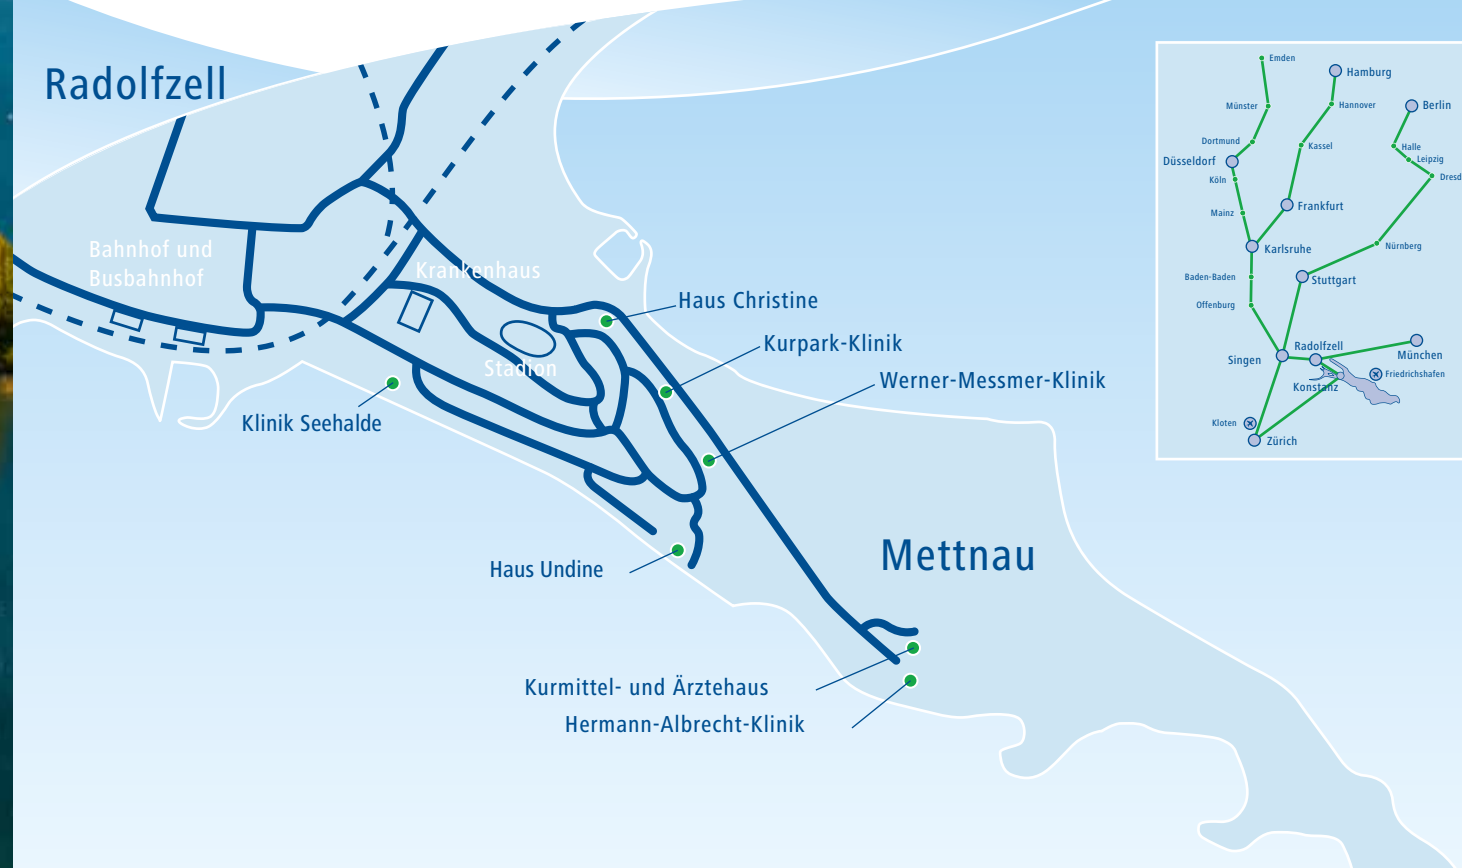 Radolfzell
Bahnhof und
Busbahnhof
Krankenhaus
Stadion
Haus Christine
Kurpark-Klinik
Werner-Messmer-Klinik
Klinik Seehalde
Haus Undine
Mettnau
Kurmittel- und Ärztehaus
Hermann-Albrecht-Klinik
Emden
Hamburg
Münster
Hannover
Berlin
Dortmund
Kassel
Halle
Düsseldorf
Leipzig
Köln
Dresd
Mainz
Frankfurt
Karlsruhe
Nürnberg
Baden-Baden
Stuttgart
Offenburg
Singen
Radolfzell
München
Friedrichshafen
Konstanz
Kloten
Zürich